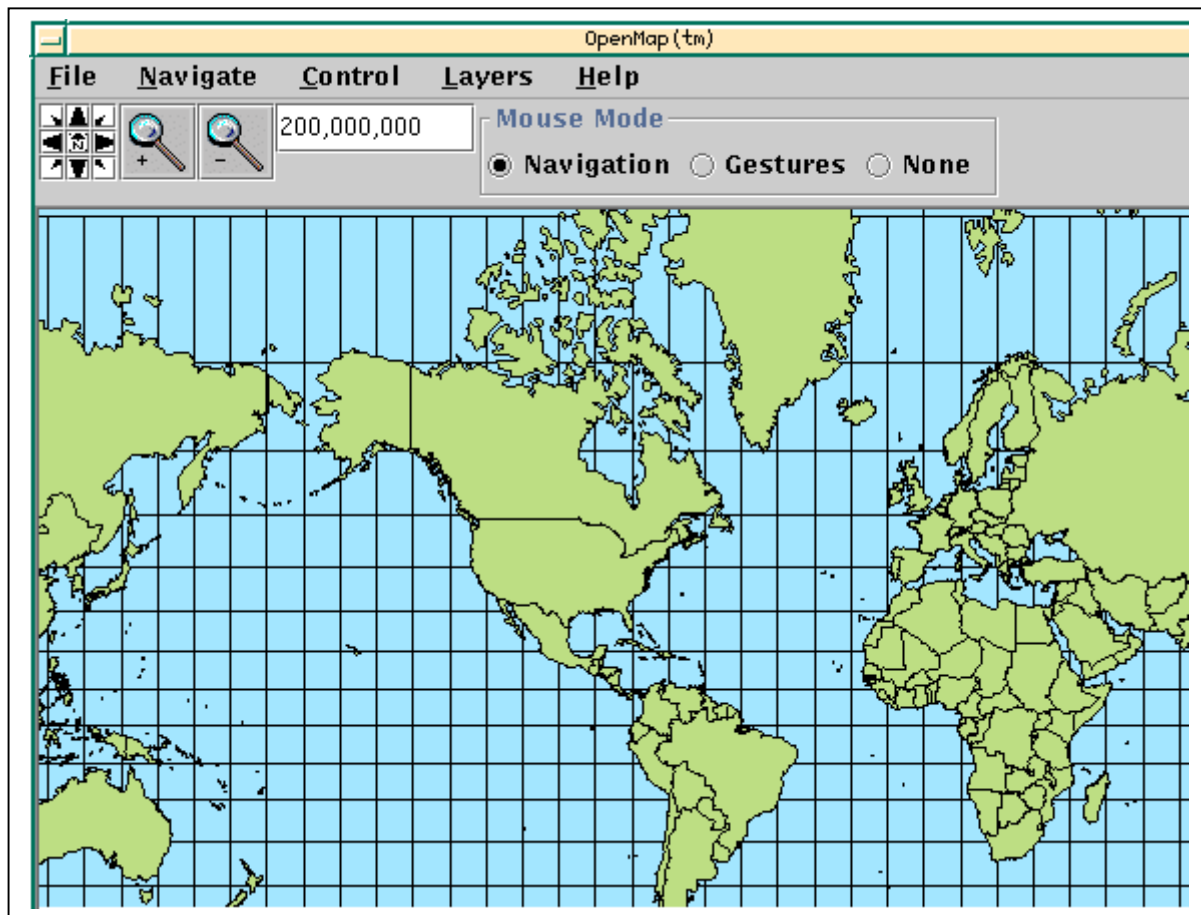 OpenMap(tm)
File Navigate Control Layers Help
N
+ - 200,000,000
Mouse Mode
Navigation Gestures None